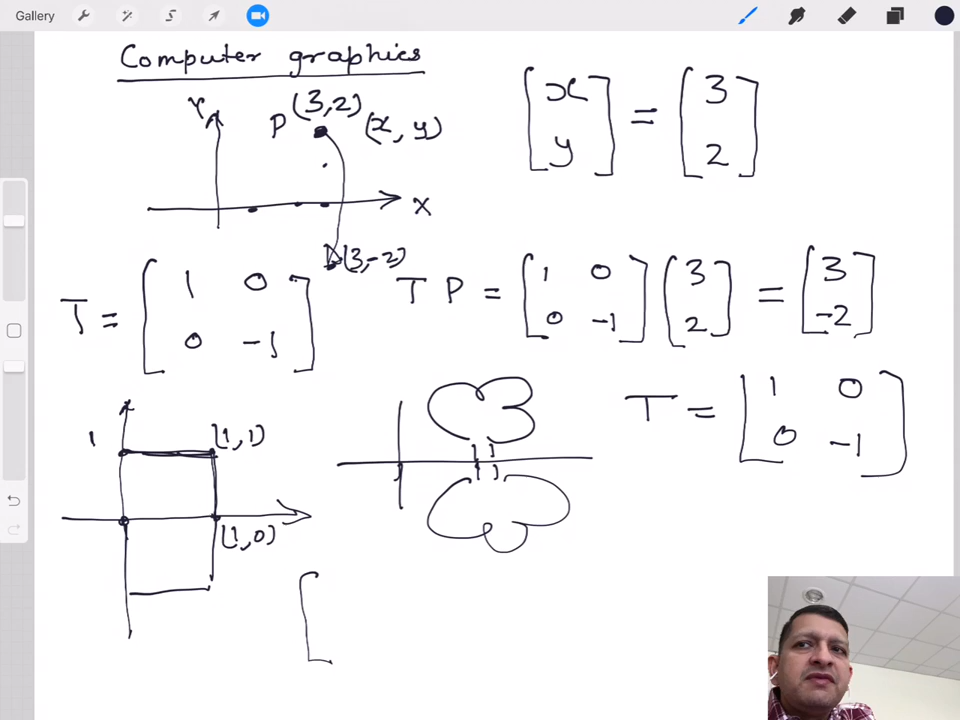 Gallery
Computer graphics
Y
P (3,2) (x, y)
X
(3,-2)
[x y] = [3 2]
T = [1 0 0 -1]
T P = [1 0 0 -1] [3 2] = [3 -2]
T = [1 0 0 -1]
1
(1,1)
(1,0)